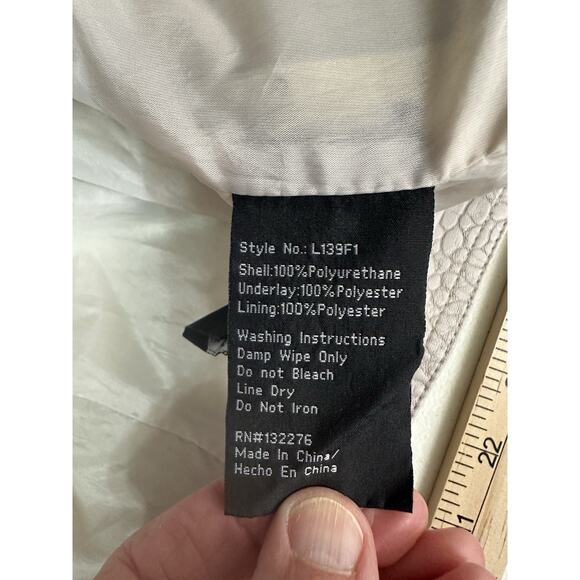 Style No.: L139F1
Shell:100%Polyurethane
Underlay:100%Polyester
Lining:100%Polyester
Washing Instructions
Damp Wipe Only
Do not Bleach
Line Dry
Do Not Iron
RN#132276
Made In China/
Hecho En China
22